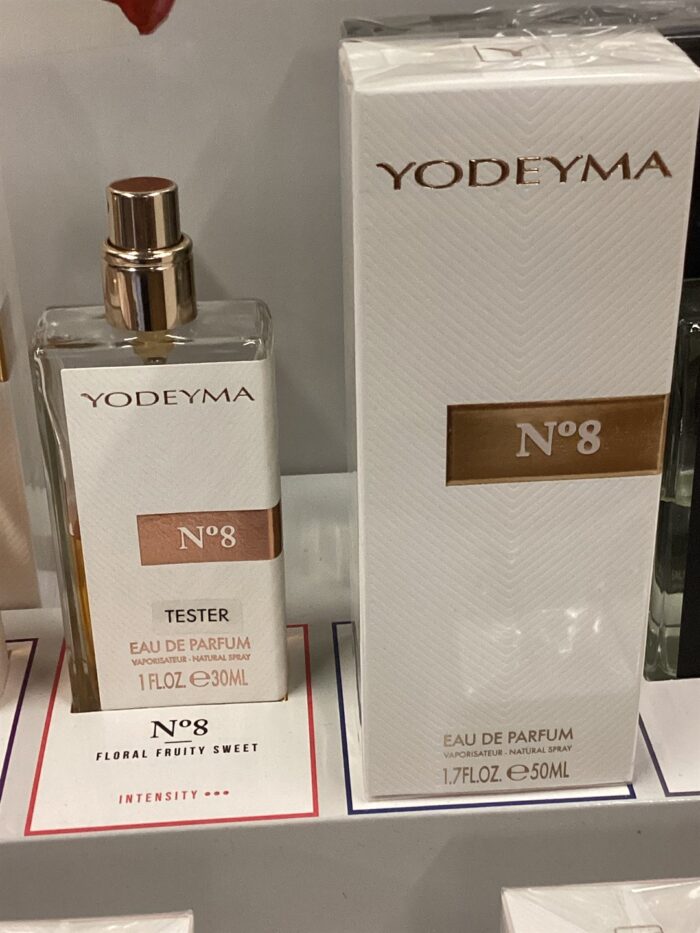 YODEYMA
Nº8
TESTER
EAU DE PARFUM
VAPORISATEUR - NATURAL SPRAY
1 FL.OZ. ℮30ML
Nº8
FLORAL FRUITY SWEET
INTENSITY •••
YODEYMA
Nº8
EAU DE PARFUM
VAPORISATEUR - NATURAL SPRAY
1.7FL.OZ. ℮50ML